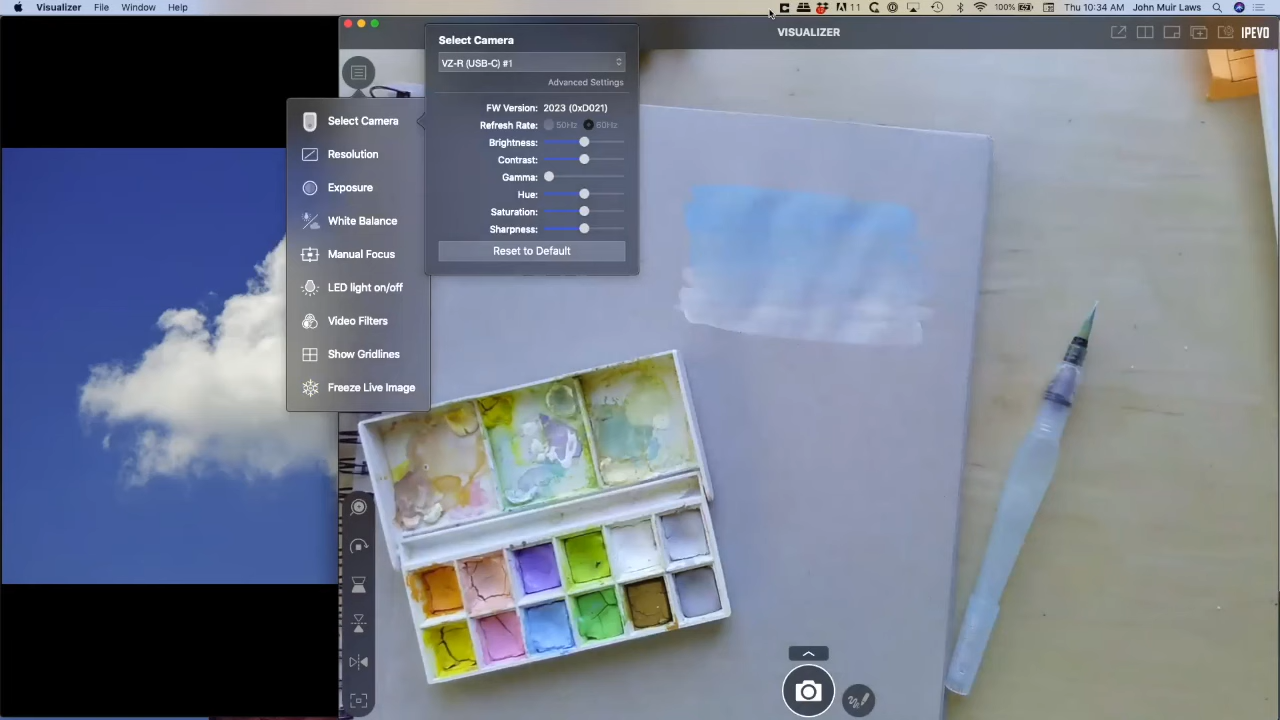 Visualizer File Window Help
11 100% Thu 10:34 AM John Muir Laws
VISUALIZER
IPEVO
Select Camera
VZ-R (USB-C) #1
Advanced Settings
FW Version: 2023 (0xD021)
Refresh Rate: 50Hz 60Hz
Brightness:
Contrast:
Gamma:
Hue:
Saturation:
Sharpness:
Reset to Default
Select Camera
Resolution
Exposure
White Balance
Manual Focus
LED light on/off
Video Filters
Show Gridlines
Freeze Live Image